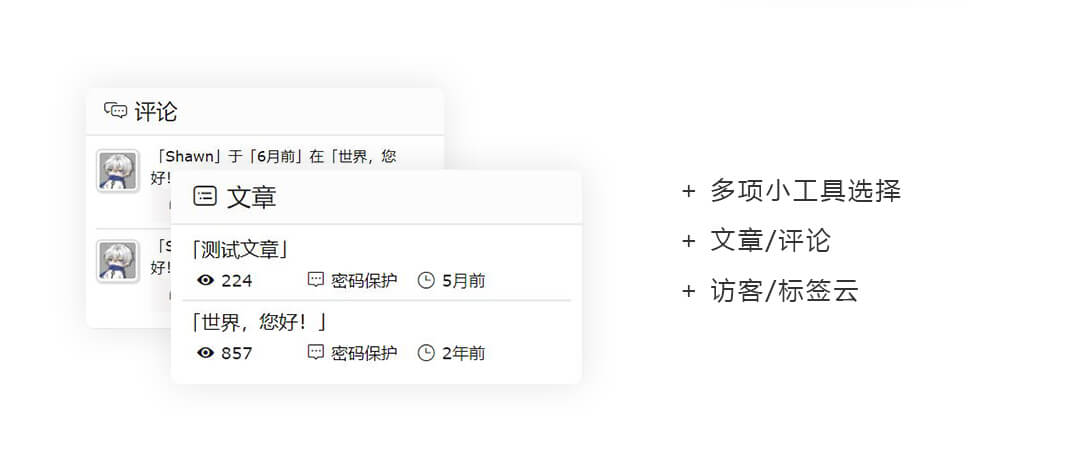 评论
「Shawn」于「6月前」在「世界，您
好！
「S
好！
文章
「测试文章」
224 密码保护 5月前
「世界，您好！」
857 密码保护 2年前
+ 多项小工具选择
+ 文章/评论
+ 访客/标签云